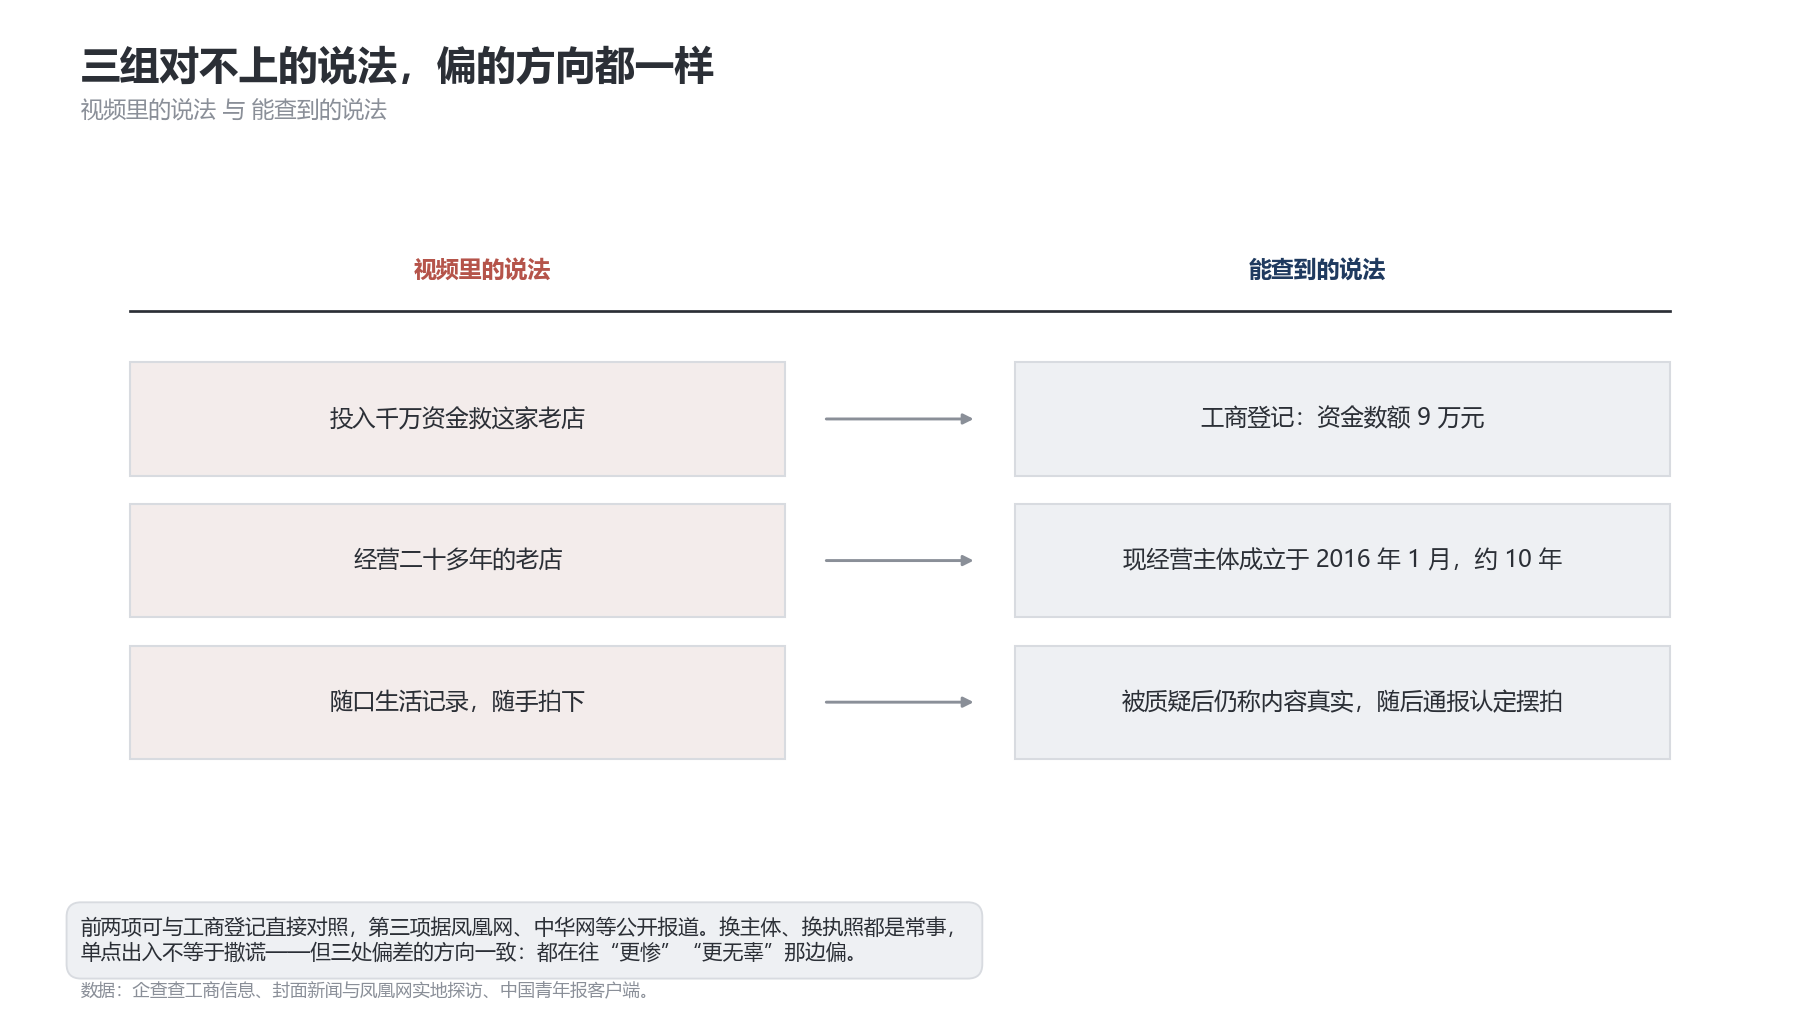 三组对不上的说法，偏的方向都一样
视频里的说法 与 能查到的说法
视频里的说法
能查到的说法
投入千万资金救这家老店
工商登记：资金数额 9 万元
经营二十多年的老店
现经营主体成立于 2016 年 1 月，约 10 年
随口生活记录，随手拍下
被质疑后仍称内容真实，随后通报认定摆拍
前两项可与工商登记直接对照，第三项据凤凰网、中华网等公开报道。换主体、换执照都是常事，
单点出入不等于撒谎——但三处偏差的方向一致：都在往“更惨”“更无辜”那边偏。
数据：企查查工商信息、封面新闻与凤凰网实地探访、中国青年报客户端。